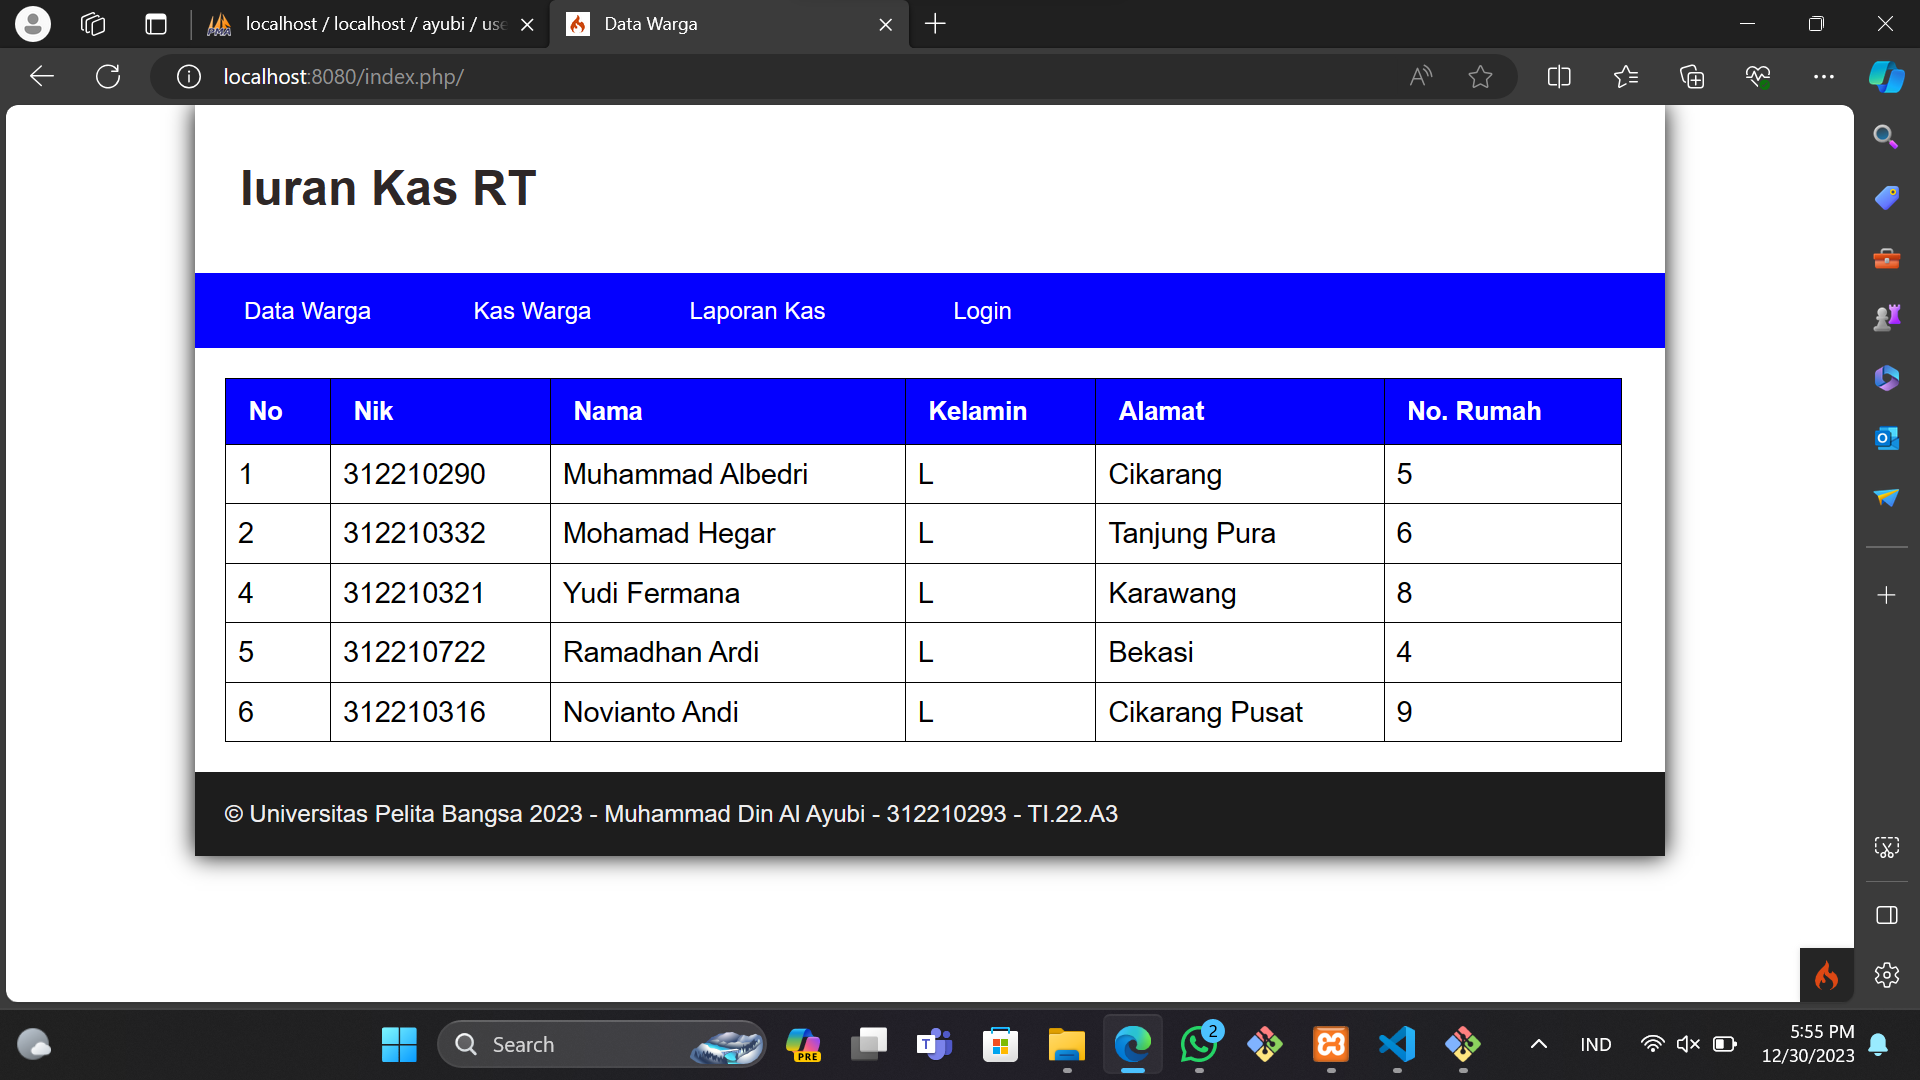 localhost / localhost / ayubi / use
Data Warga
localhost:8080/index.php/
Iuran Kas RT
Data Warga Kas Warga Laporan Kas Login
No Nik Nama Kelamin Alamat No. Rumah
1 312210290 Muhammad Albedri L Cikarang 5
2 312210332 Mohamad Hegar L Tanjung Pura 6
4 312210321 Yudi Fermana L Karawang 8
5 312210722 Ramadhan Ardi L Bekasi 4
6 312210316 Novianto Andi L Cikarang Pusat 9
© Universitas Pelita Bangsa 2023 - Muhammad Din Al Ayubi - 312210293 - TI.22.A3
Search
PRE
2
IND
5:55 PM
12/30/2023